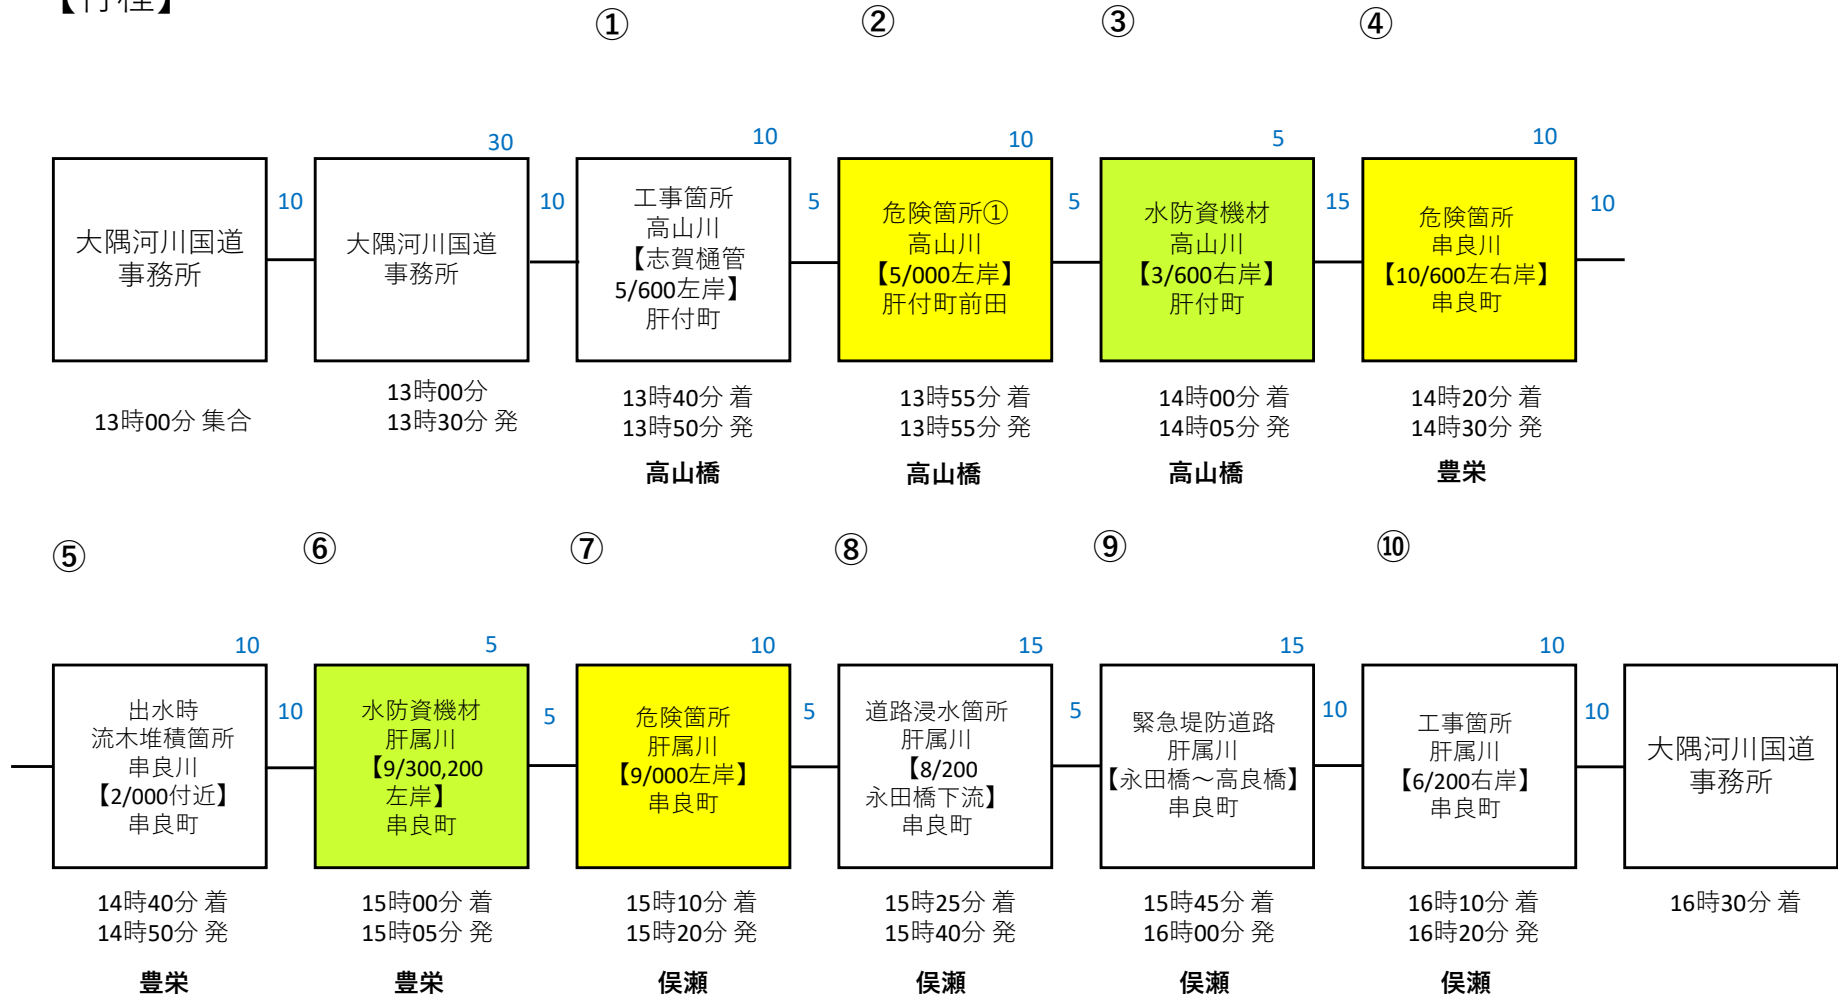 【行程】
①
②
③
④
30
10
10
5
10
大隅河川国道
事務所
10
大隅河川国道
事務所
10
工事箇所
高山川
【志賀樋管
5/600左岸】
肝付町
5
危険箇所①
高山川
【5/000左岸】
肝付町前田
5
水防資機材
高山川
【3/600右岸】
肝付町
15
危険箇所
串良川
【10/600左右岸】
串良町
10
13時00分 集合
13時00分
13時30分 発
13時40分 着
13時50分 発
13時55分 着
13時55分 発
14時00分 着
14時05分 発
14時20分 着
14時30分 発
高山橋
高山橋
高山橋
豊栄
⑤
⑥
⑦
⑧
⑨
⑩
10
5
10
15
15
10
出水時
流木堆積箇所
串良川
【2/000付近】
串良町
10
水防資機材
肝属川
【9/300,200
左岸】
串良町
5
危険箇所
肝属川
【9/000左岸】
串良町
5
道路浸水箇所
肝属川
【8/200
永田橋下流】
串良町
5
緊急堤防道路
肝属川
【永田橋～高良橋】
串良町
10
工事箇所
肝属川
【6/200右岸】
串良町
10
大隅河川国道
事務所
14時40分 着
14時50分 発
15時00分 着
15時05分 発
15時10分 着
15時20分 発
15時25分 着
15時40分 発
15時45分 着
16時00分 発
16時10分 着
16時20分 発
16時30分 着
豊栄
豊栄
俣瀬
俣瀬
俣瀬
俣瀬